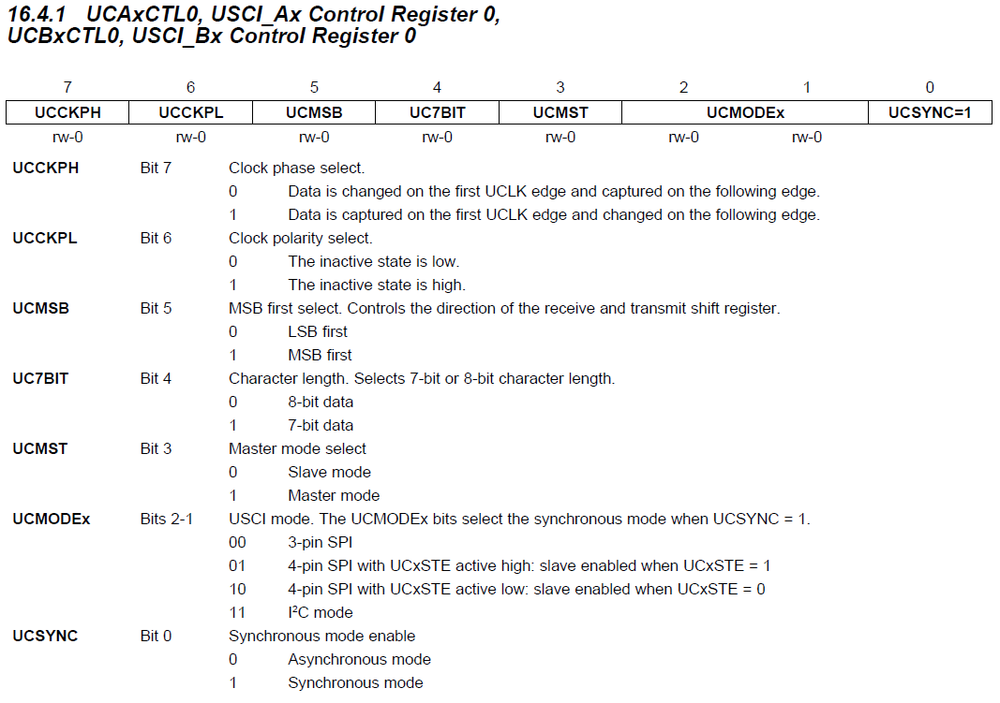 16.4.1 UCAxCTL0, USCI_Ax Control Register 0,
UCBxCTL0, USCI_Bx Control Register 0
7 6 5 4 3 2 1 0
UCCKPH UCCKPL UCMSB UC7BIT UCMST UCMODEx UCSYNC=1
rw-0 rw-0 rw-0 rw-0 rw-0 rw-0 rw-0
UCCKPH Bit 7 Clock phase select.
0 Data is changed on the first UCLK edge and captured on the following edge.
1 Data is captured on the first UCLK edge and changed on the following edge.
UCCKPL Bit 6 Clock polarity select.
0 The inactive state is low.
1 The inactive state is high.
UCMSB Bit 5 MSB first select. Controls the direction of the receive and transmit shift register.
0 LSB first
1 MSB first
UC7BIT Bit 4 Character length. Selects 7-bit or 8-bit character length.
0 8-bit data
1 7-bit data
UCMST Bit 3 Master mode select
0 Slave mode
1 Master mode
UCMODEx Bits 2-1 USCI mode. The UCMODEx bits select the synchronous mode when UCSYNC = 1.
00 3-pin SPI
01 4-pin SPI with UCxSTE active high: slave enabled when UCxSTE = 1
10 4-pin SPI with UCxSTE active low: slave enabled when UCxSTE = 0
11 I²C mode
UCSYNC Bit 0 Synchronous mode enable
0 Asynchronous mode
1 Synchronous mode